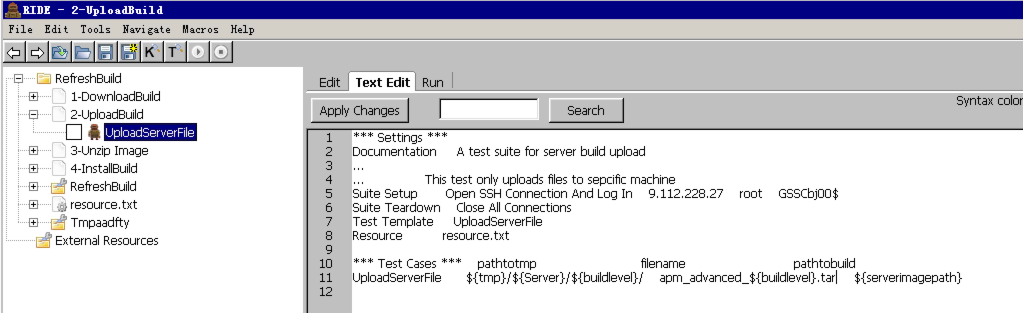 RIDE - 2-UploadBuild
File Edit Tools Navigate Macros Help
K T
RefreshBuild
1-DownloadBuild
2-UploadBuild
UploadServerFile
3-Unzip Image
4-InstallBuild
RefreshBuild
resource.txt
Tmpaadfty
External Resources
Edit Text Edit Run
Apply Changes Search Syntax color
1 *** Settings ***
2 Documentation A test suite for server build upload
3 ...
4 ... This test only uploads files to sepcific machine
5 Suite Setup Open SSH Connection And Log In 9.112.228.27 root GSSCbj00$
6 Suite Teardown Close All Connections
7 Test Template UploadServerFile
8 Resource resource.txt
9
10 *** Test Cases *** pathtotmp filename pathtobuild
11 UploadServerFile ${tmp}/${Server}/${buildlevel}/ apm_advanced_${buildlevel}.tar ${serverimagepath}
12